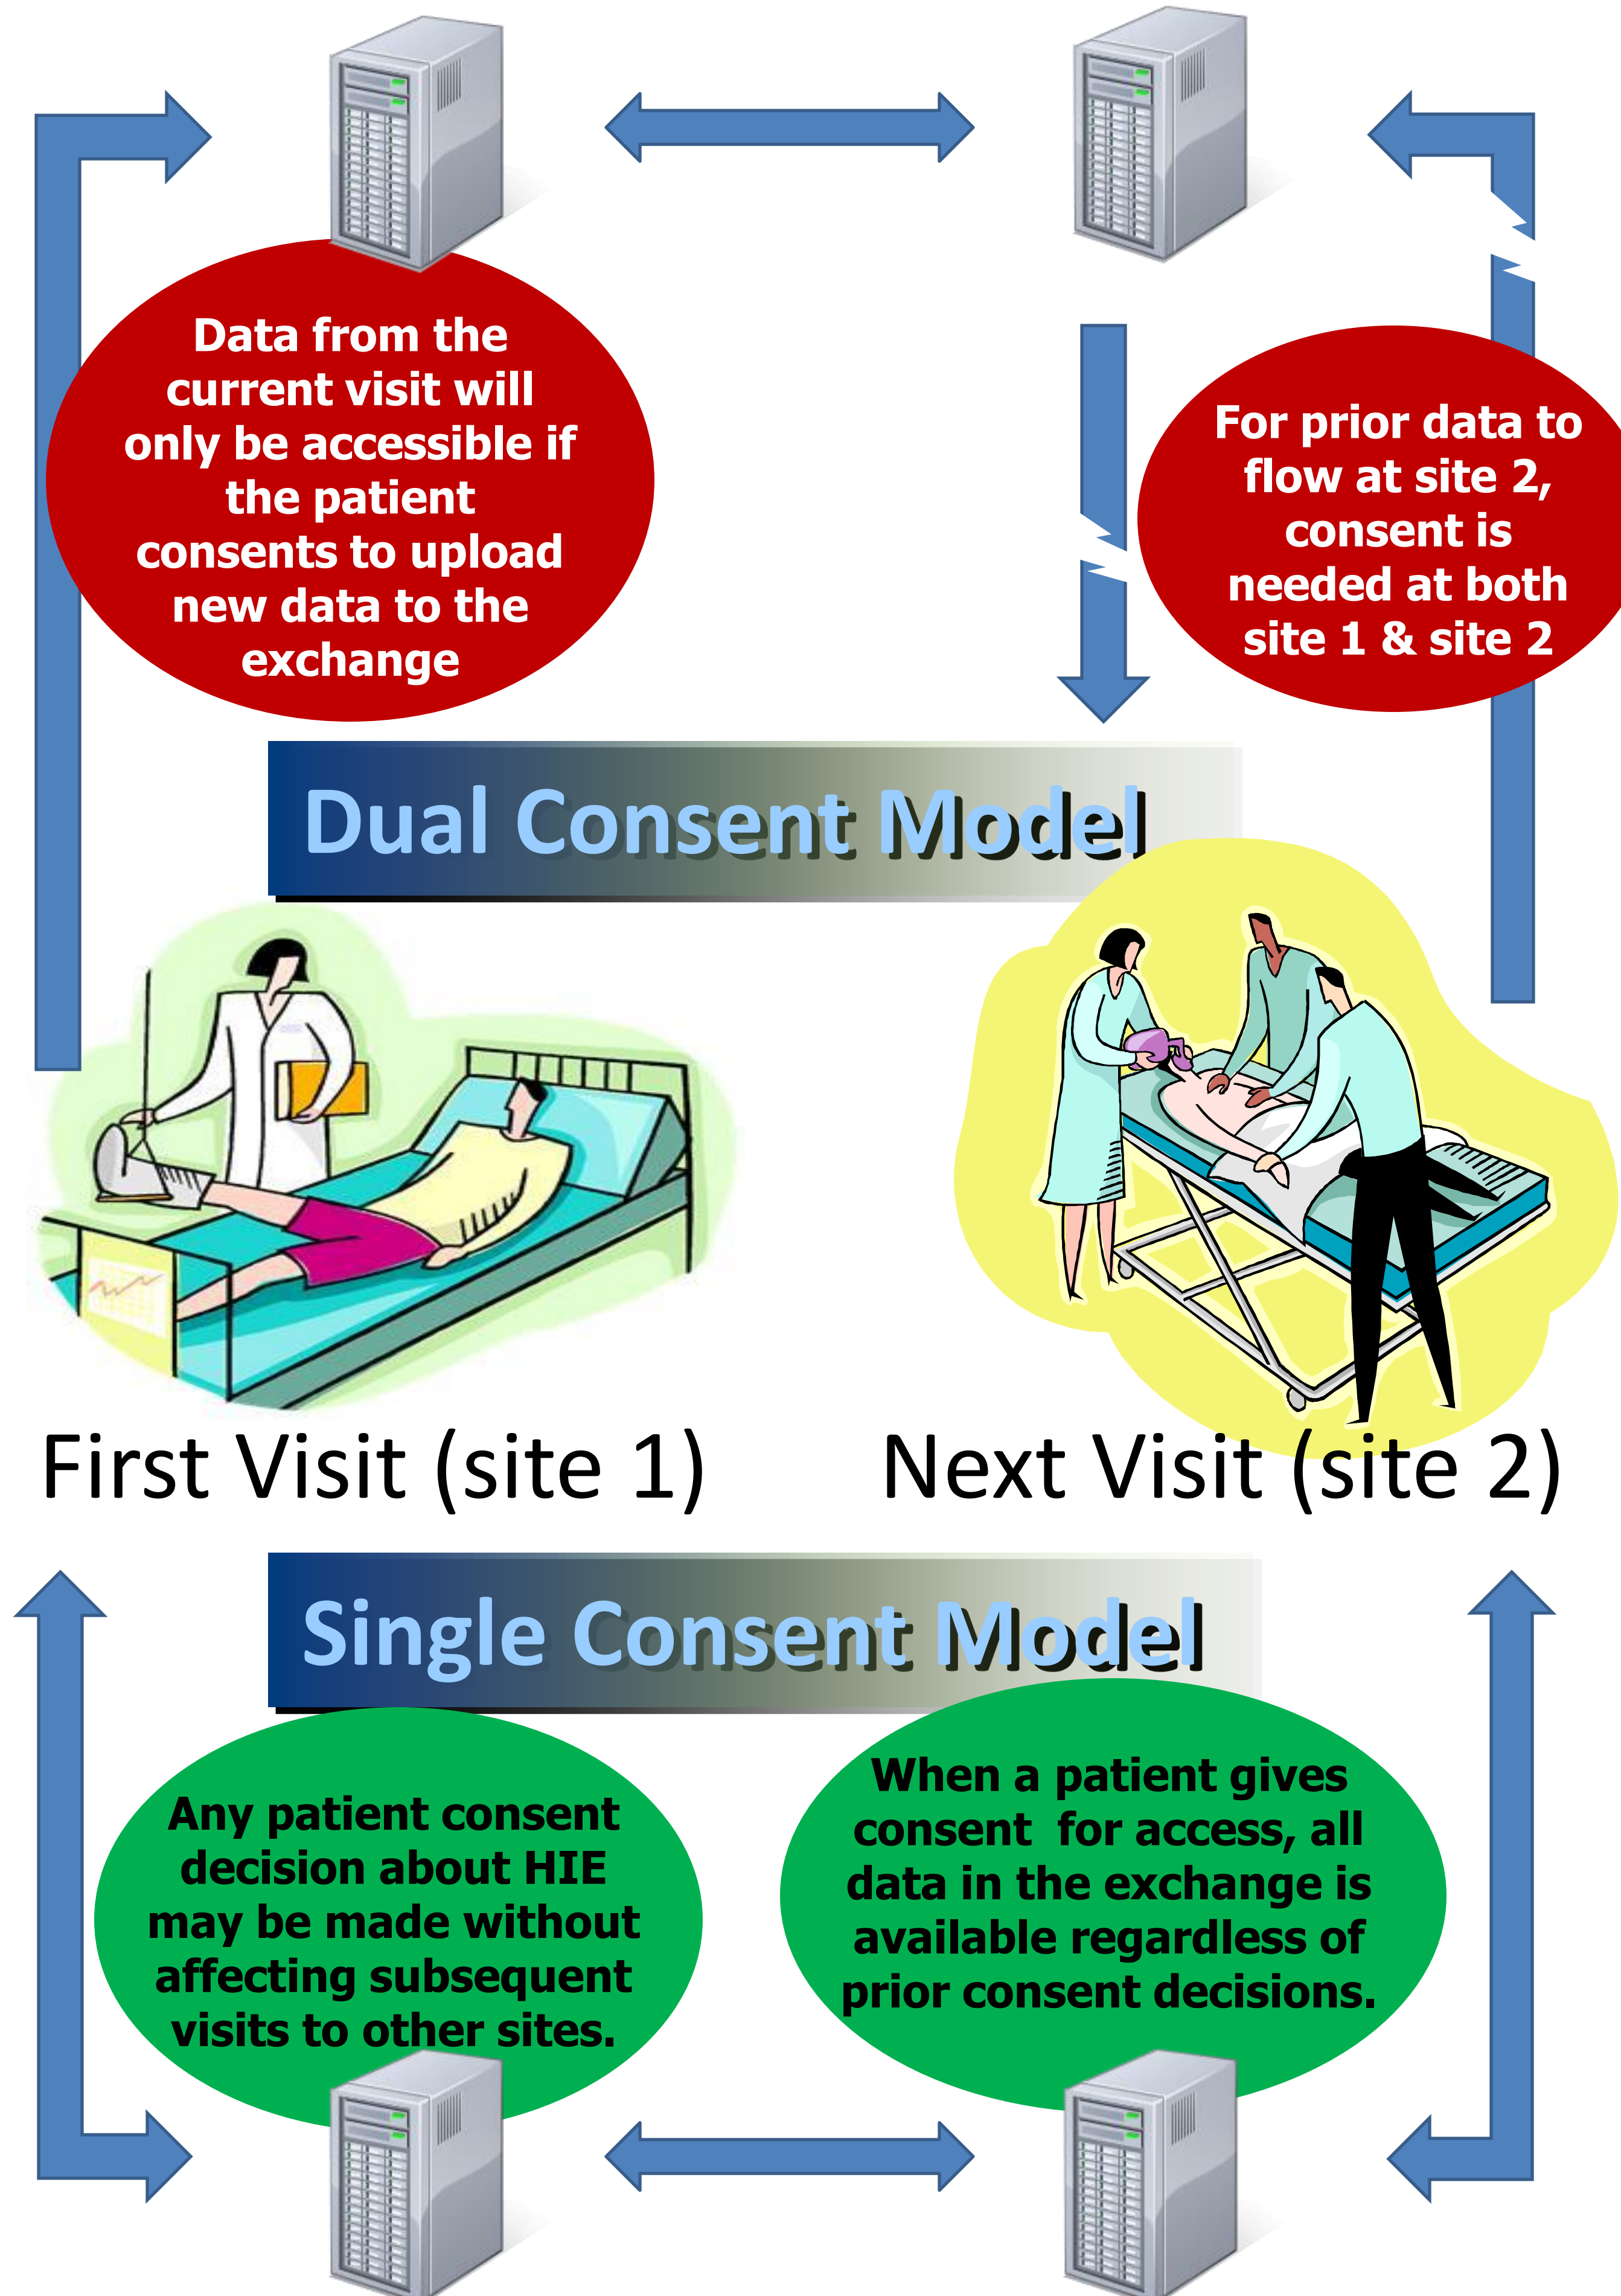 Data from the
current visit will
only be accessible if
the patient
consents to upload
new data to the
exchange
For prior data to
flow at site 2,
consent is
needed at both
site 1 & site 2
Dual Consent Model
First Visit (site 1)
Next Visit (site 2)
Single Consent Model
Any patient consent
decision about HIE
may be made without
affecting subsequent
visits to other sites.
When a patient gives
consent for access, all
data in the exchange is
available regardless of
prior consent decisions.